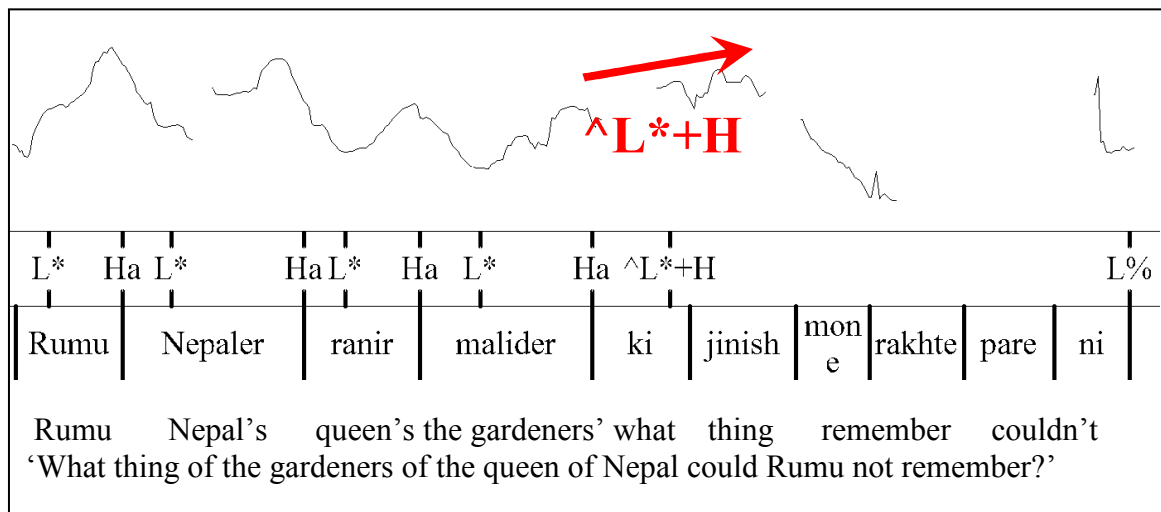 ^L*+H
L* Ha L* Ha L* Ha L* Ha ^L*+H L%
Rumu Nepaler ranir malider ki jinish mon
e rakhte pare ni
Rumu Nepal’s queen’s the gardeners’ what thing remember couldn’t
‘What thing of the gardeners of the queen of Nepal could Rumu not remember?’